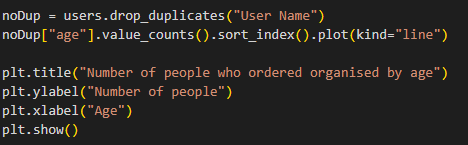 noDup = users.drop_duplicates("User Name")
noDup["age"].value_counts().sort_index().plot(kind="line")
plt.title("Number of people who ordered organised by age")
plt.ylabel("Number of people")
plt.xlabel("Age")
plt.show()